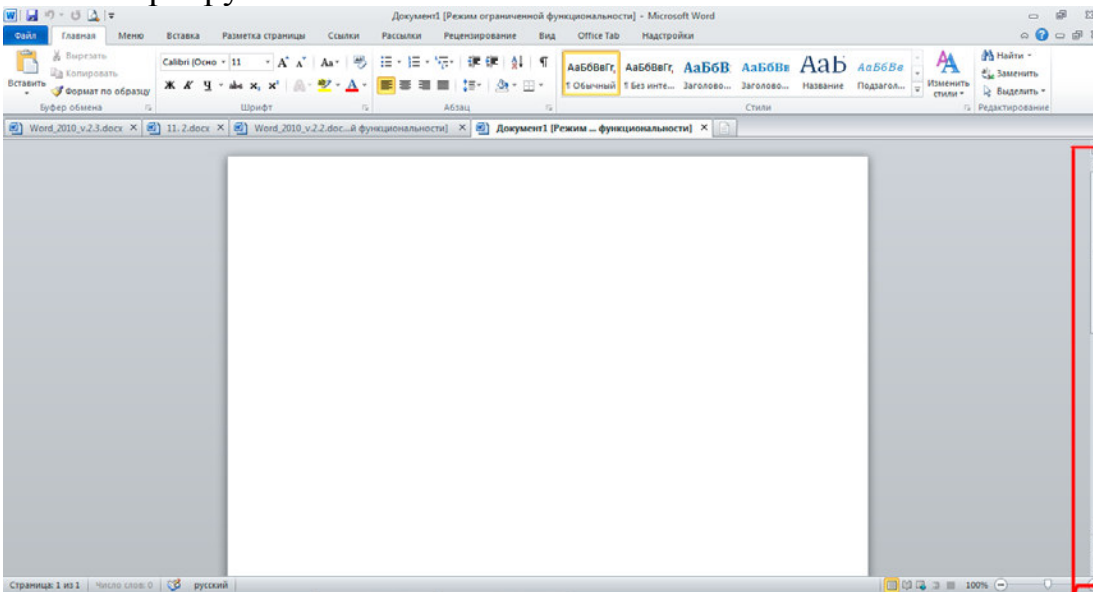 Документ1 [Режим ограниченной функциональности] - Microsoft Word
Файл Главная Меню Вставка Разметка страницы Ссылки Рассылки Рецензирование Вид Office Tab Надстройки
Вставить
Вырезать
Копировать
Формат по образцу
Буфер обмена
Calibri (Осно 11
Ж К Ч abc x, x²
Шрифт
Абзац
АаБбВвГг, АаБбВвГг, АаБбВ АаБбВв АаБ АаБбВв
¶ Обычный ¶ Без инте... Заголово... Заголово... Название Подзагол...
Стили
Изменить стили
Найти
Заменить
Выделить
Редактирование
Word_2010_v.2.3.docx 11. 2.docx Word_2010_v.2.2.doc...й функциональности] Документ1 [Режим ... функциональности]
Страница: 1 из 1 Число слов: 0 русский 100%